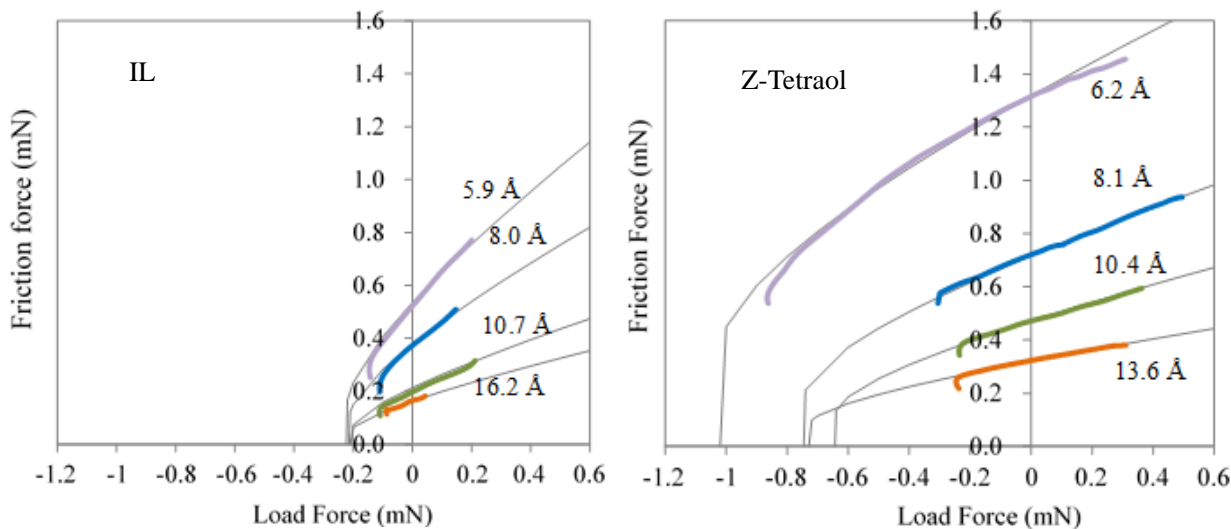 IL
Friction force (mN)
1.6
1.4
1.2
1.0
0.8
0.6
0.4
0.2
0.0
5.9 Å
8.0 Å
10.7 Å
16.2 Å
-1.2 -1 -0.8 -0.6 -0.4 -0.2 0 0.2 0.4 0.6
Load Force (mN)
Z-Tetraol
Friction Force (mN)
1.6
1.4
1.2
1.0
0.8
0.6
0.4
0.2
0.0
6.2 Å
8.1 Å
10.4 Å
13.6 Å
-1.2 -1 -0.8 -0.6 -0.4 -0.2 0 0.2 0.4 0.6
Load Force (mN)